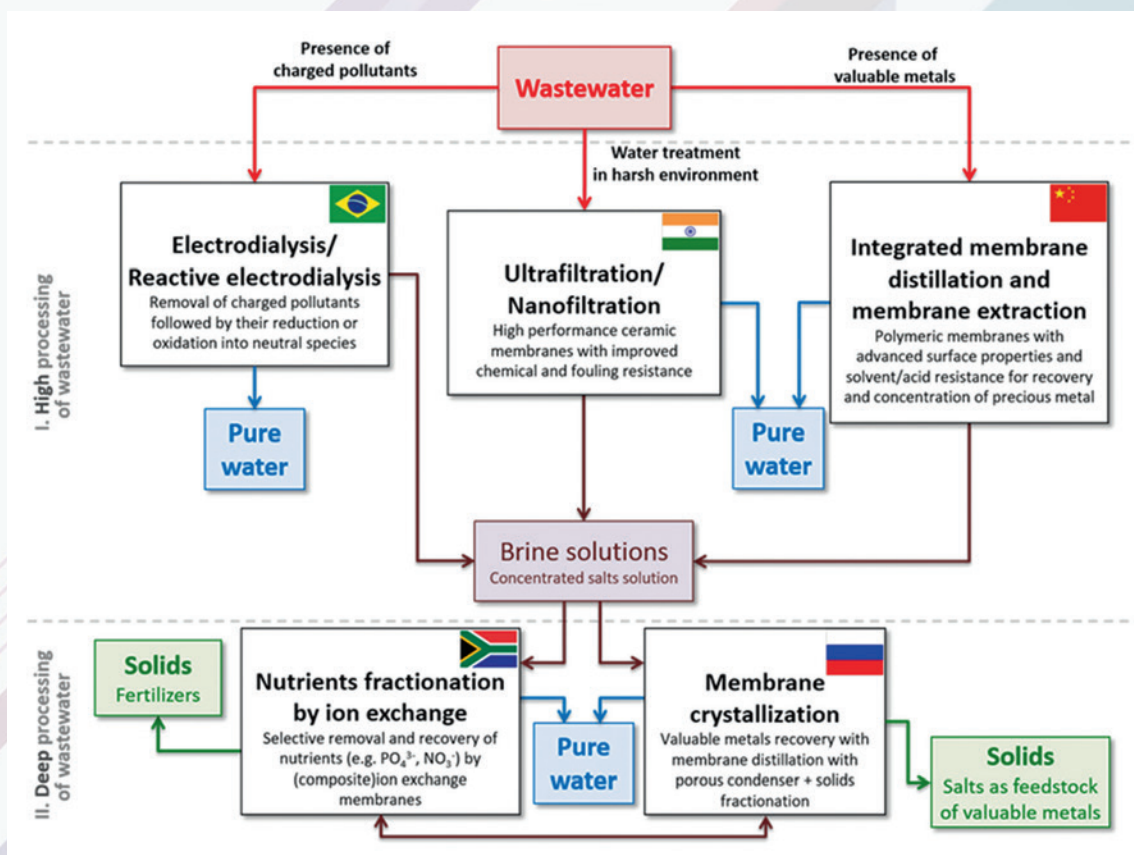 Presence of
charged pollutants
Wastewater
Presence of
valuable metals
Water treatment
in harsh environment
I. High processing
of wastewater
Electrodialysis/
Reactive electrodialysis
Removal of charged pollutants
followed by their reduction or
oxidation into neutral species
Ultrafiltration/
Nanofiltration
High performance ceramic
membranes with improved
chemical and fouling resistance
Integrated membrane
distillation and
membrane extraction
Polymeric membranes with
advanced surface properties and
solvent/acid resistance for recovery
and concentration of precious metal
Pure
water
Pure
water
Brine solutions
Concentrated salts solution
II. Deep processing
of wastewater
Solids
Fertilizers
Nutrients fractionation
by ion exchange
Selective removal and recovery of
nutrients (e.g. PO₄³⁻, NO₃⁻) by
(composite)ion exchange
membranes
Pure
water
Membrane
crystallization
Valuable metals recovery with
membrane distillation with
porous condenser + solids
fractionation
Solids
Salts as feedstock
of valuable metals